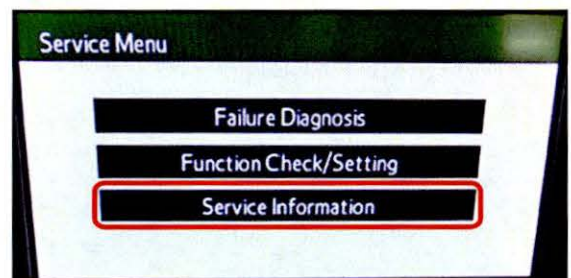 Service Menu
Failure Diagnosis
Function Check/Setting
Service Information